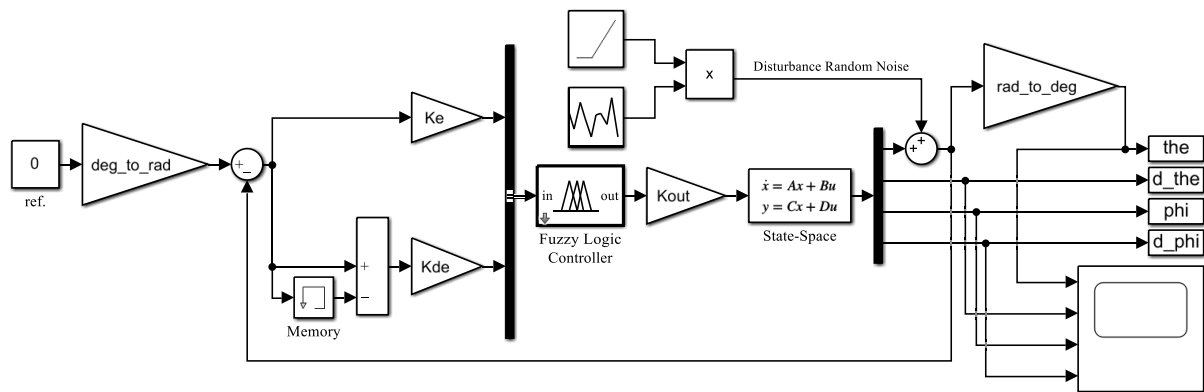 0
ref.
deg_to_rad
+
−
Ke
+
−
Memory
Kde
in
out
Fuzzy Logic
Controller
Kout
x
Disturbance Random Noise
ẋ = Ax + Bu
y = Cx + Du
State-Space
+
+
rad_to_deg
the
d_the
phi
d_phi